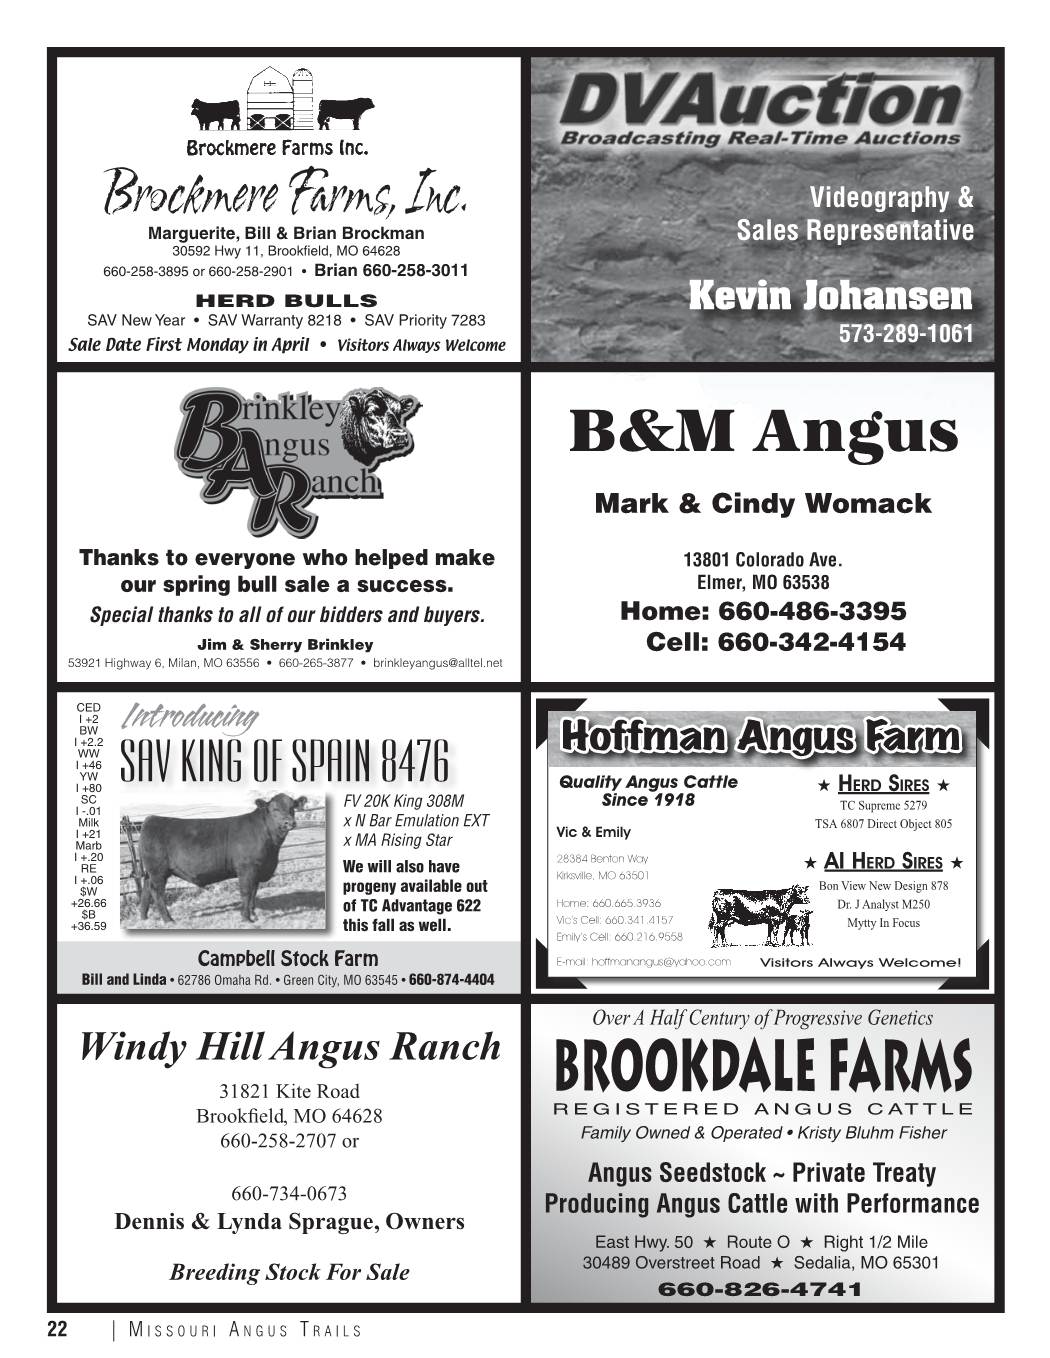 Brockmere Farms Inc.
Brockmere Farms, Inc.
Marguerite, Bill & Brian Brockman
30592 Hwy 11, Brookfield, MO 64628
660-258-3895 or 660-258-2901 • Brian 660-258-3011
HERD BULLS
SAV New Year • SAV Warranty 8218 • SAV Priority 7283
Sale Date First Monday in April • Visitors Always Welcome
DVAuction
Broadcasting Real-Time Auctions
Videography &
Sales Representative
Kevin Johansen
573-289-1061
Brinkley
Angus
Ranch
Thanks to everyone who helped make
our spring bull sale a success.
Special thanks to all of our bidders and buyers.
Jim & Sherry Brinkley
53921 Highway 6, Milan, MO 63556 • 660-265-3877 • brinkleyangus@alltel.net
B&M Angus
Mark & Cindy Womack
13801 Colorado Ave.
Elmer, MO 63538
Home: 660-486-3395
Cell: 660-342-4154
CED
I +2
BW
I +2.2
WW
I +46
YW
I +80
SC
I -.01
Milk
I +21
Marb
I +.20
RE
I +.06
$W
+26.66
$B
+36.59
Introducing
SAV KING OF SPAIN 8476
FV 20K King 308M
x N Bar Emulation EXT
x MA Rising Star
We will also have
progeny available out
of TC Advantage 622
this fall as well.
Campbell Stock Farm
Bill and Linda • 62786 Omaha Rd. • Green City, MO 63545 • 660-874-4404
Hoffman Angus Farm
Quality Angus Cattle
Since 1918
Vic & Emily
28384 Benton Way
Kirksville, MO 63501
Home: 660.665.3936
Vic's Cell: 660.341.4157
Emily's Cell: 660.216.9558
E-mail: hoffmanangus@yahoo.com
★ HERD SIRES ★
TC Supreme 5279
TSA 6807 Direct Object 805
★ AI HERD SIRES ★
Bon View New Design 878
Dr. J Analyst M250
Mytty In Focus
Visitors Always Welcome!
Windy Hill Angus Ranch
31821 Kite Road
Brookfield, MO 64628
660-258-2707 or
660-734-0673
Dennis & Lynda Sprague, Owners
Breeding Stock For Sale
Over A Half Century of Progressive Genetics
BROOKDALE FARMS
REGISTERED ANGUS CATTLE
Family Owned & Operated • Kristy Bluhm Fisher
Angus Seedstock ~ Private Treaty
Producing Angus Cattle with Performance
East Hwy. 50 ★ Route O ★ Right 1/2 Mile
30489 Overstreet Road ★ Sedalia, MO 65301
660-826-4741
22 | MISSOURI ANGUS TRAILS